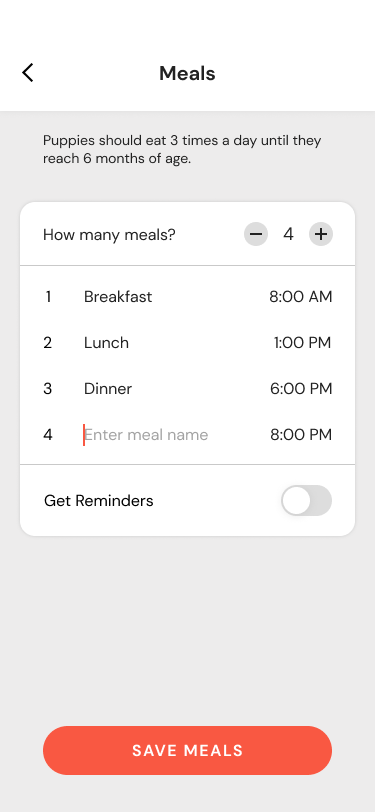 Meals
Puppies should eat 3 times a day until they
reach 6 months of age.
How many meals? 4
1 Breakfast 8:00 AM
2 Lunch 1:00 PM
3 Dinner 6:00 PM
4 Enter meal name 8:00 PM
Get Reminders
SAVE MEALS